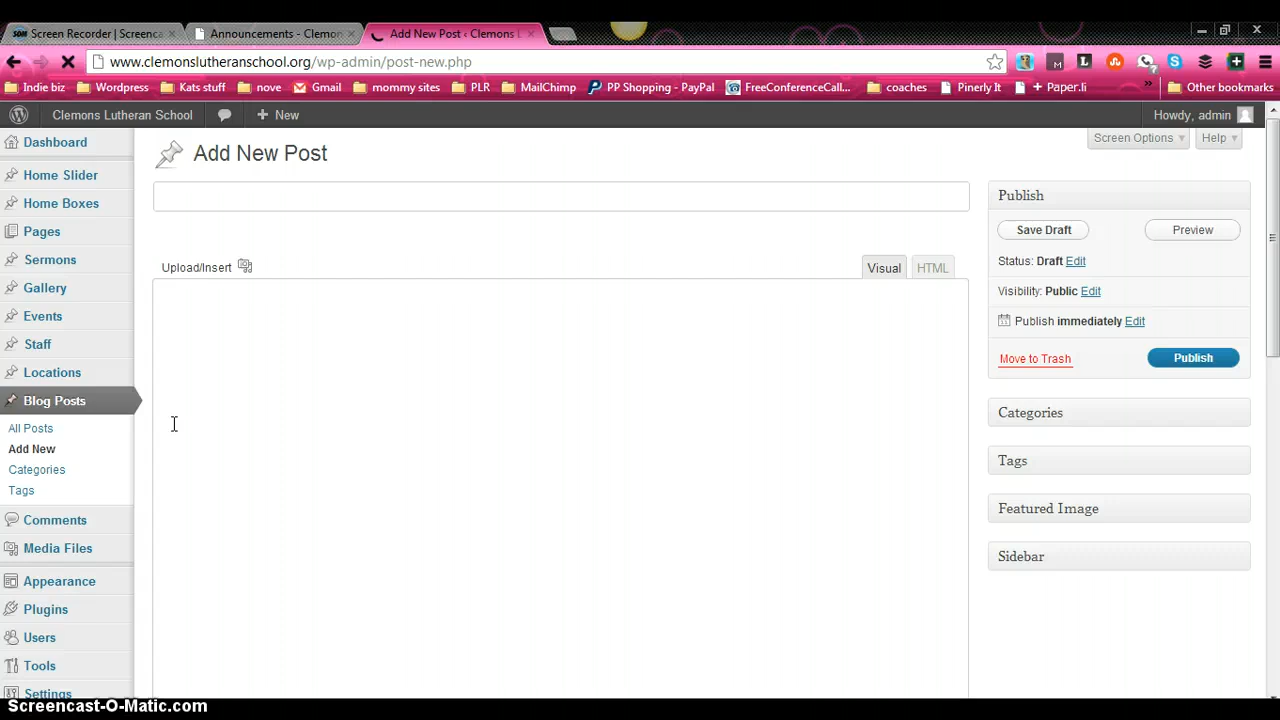 Screen Recorder | Screenca
Announcements - Clemon
Add New Post ‹ Clemons L
www.clemonslutheranschool.org/wp-admin/post-new.php
Indie biz
Wordpress
Kats stuff
nove
Gmail
mommy sites
PLR
MailChimp
PP Shopping - PayPal
FreeConferenceCall...
coaches
Pinerly It
+ Paper.li
»
Other bookmarks
Clemons Lutheran School
+ New
Howdy, admin
Dashboard
Home Slider
Home Boxes
Pages
Sermons
Gallery
Events
Staff
Locations
Blog Posts
All Posts
Add New
Categories
Tags
Comments
Media Files
Appearance
Plugins
Users
Tools
Settings
Screen Options
Help
Add New Post
Upload/Insert
Visual
HTML
Publish
Save Draft
Preview
Status: Draft Edit
Visibility: Public Edit
Publish immediately Edit
Move to Trash
Publish
Categories
Tags
Featured Image
Sidebar
Screencast-O-Matic.com